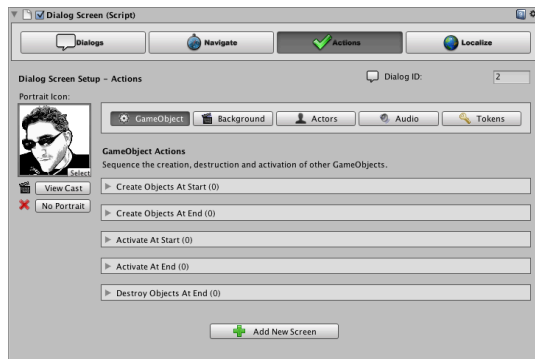 Dialog Screen (Script)
Dialogs
Navigate
Actions
Localize
Dialog Screen Setup – Actions
Dialog ID:
2
Portrait Icon:
Select
GameObject
Background
Actors
Audio
Tokens
GameObject Actions
Sequence the creation, destruction and activation of other GameObjects.
View Cast
No Portrait
Create Objects At Start (0)
Create Objects At End (0)
Activate At Start (0)
Activate At End (0)
Destroy Objects At End (0)
Add New Screen